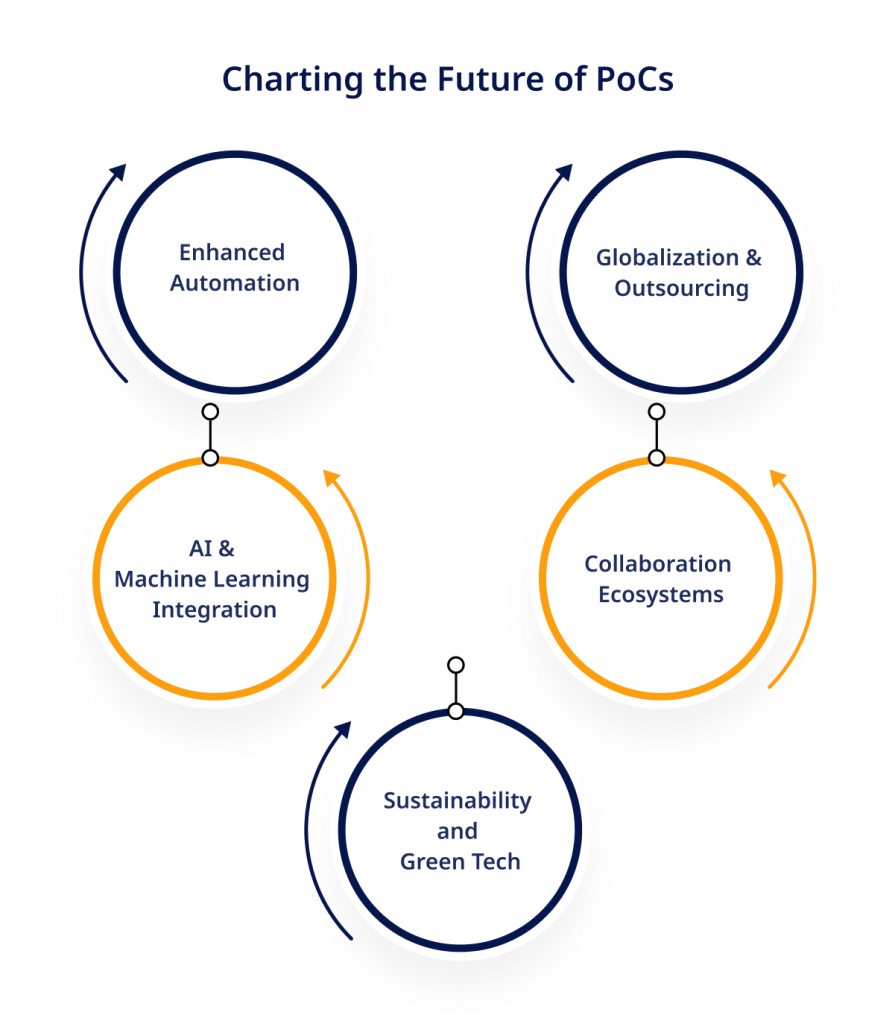 Charting the Future of PoCs
Enhanced
Automation
Globalization &
Outsourcing
AI &
Machine Learning
Integration
Collaboration
Ecosystems
Sustainability
and
Green Tech